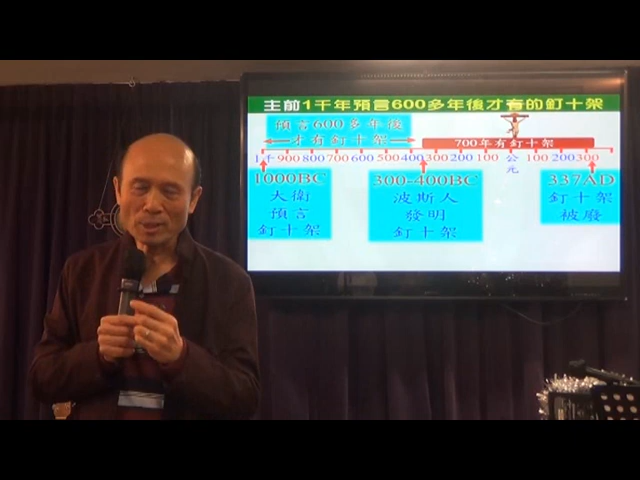 主前1千年預言600多年後才有的釘十架
預言600多年後
才有釘十架
700年有釘十架
1千 900 800 700 600 500 400 300 200 100 公元 100 200 300
1000BC
大衛
預言
釘十架
300-400BC
波斯人
發明
釘十架
337AD
釘十架
被廢